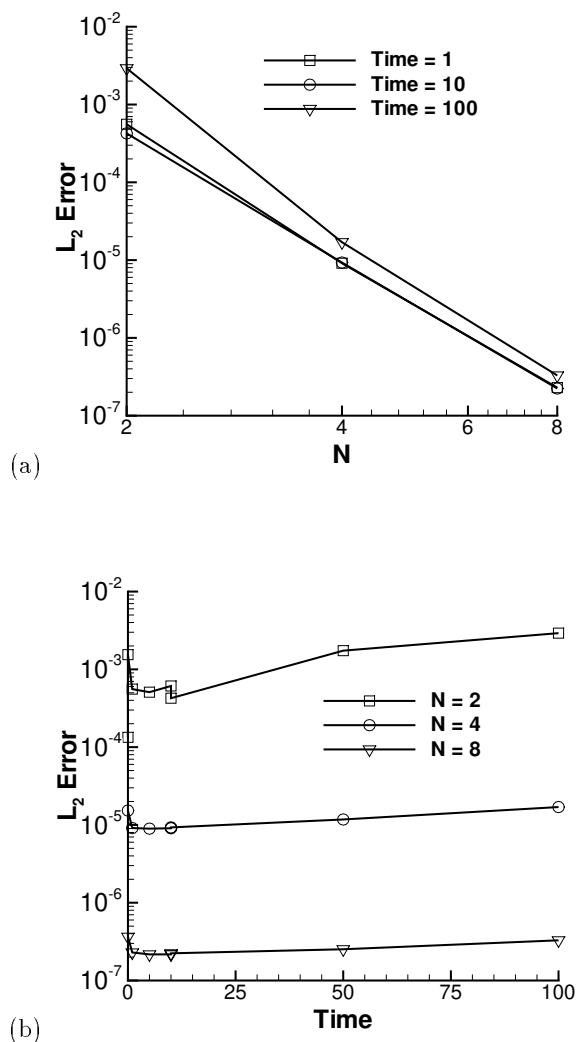 10^-2
10^-3
10^-4
10^-5
10^-6
10^-7
L_2 Error
Time = 1
Time = 10
Time = 100
2 4 6 8
N
(a)
10^-2
10^-3
10^-4
10^-5
10^-6
10^-7
L_2 Error
N = 2
N = 4
N = 8
0 25 50 75 100
Time
(b)